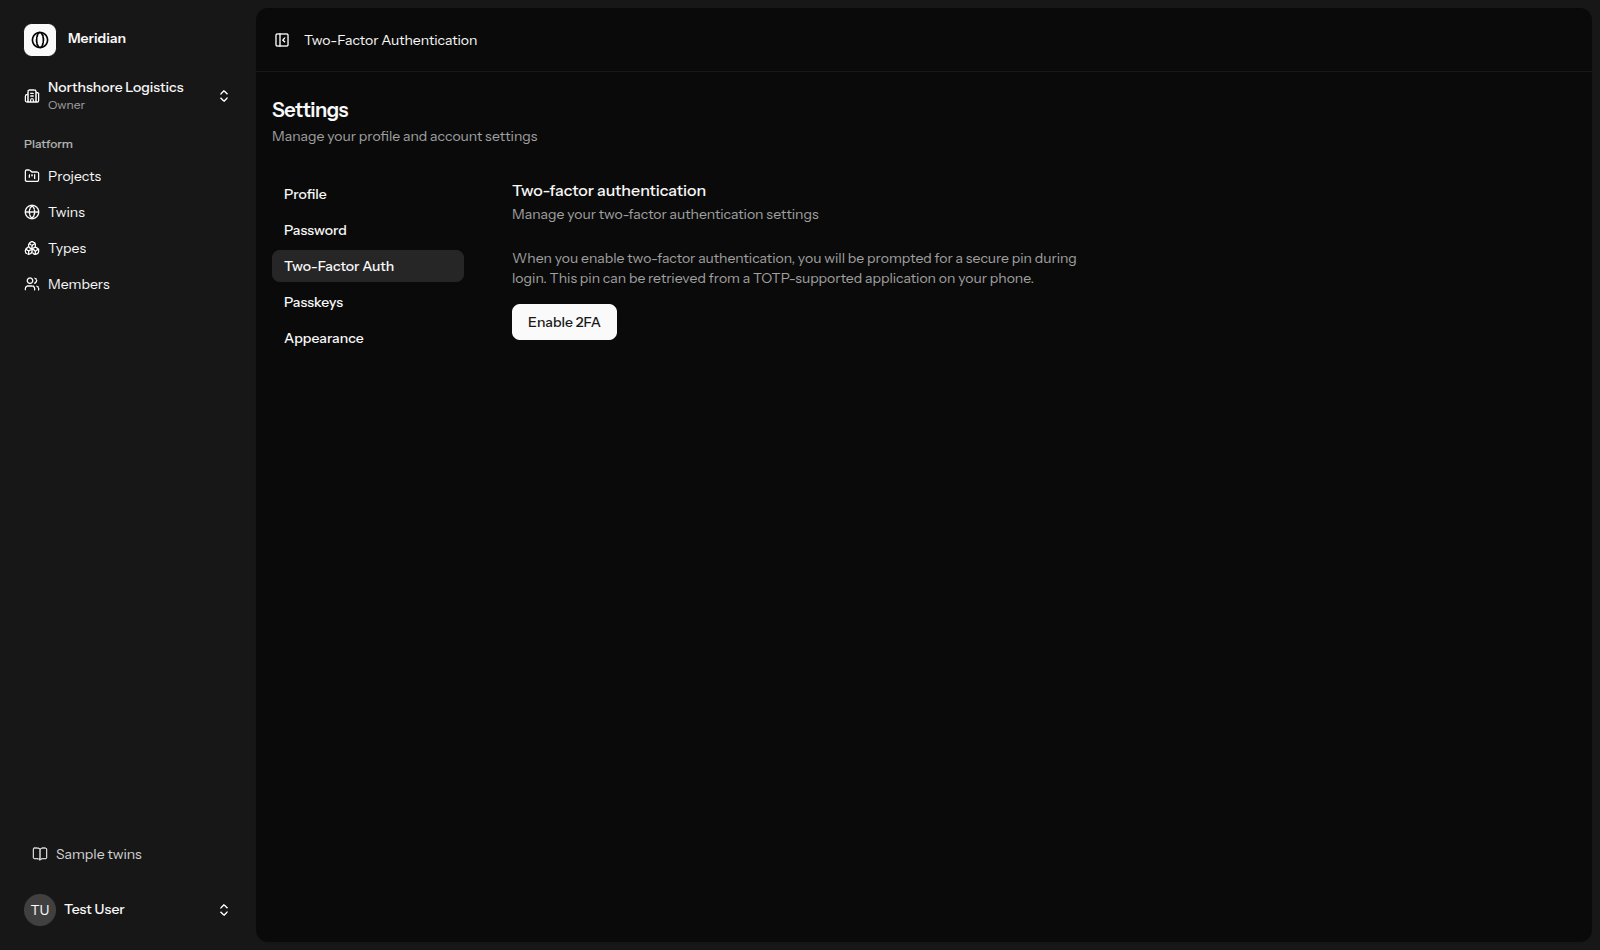 Meridian
Northshore Logistics
Owner
Platform
Projects
Twins
Types
Members
Sample twins
TU
Test User
Two-Factor Authentication
Settings
Manage your profile and account settings
Profile
Password
Two-Factor Auth
Passkeys
Appearance
Two-factor authentication
Manage your two-factor authentication settings
When you enable two-factor authentication, you will be prompted for a secure pin during
login. This pin can be retrieved from a TOTP-supported application on your phone.
Enable 2FA